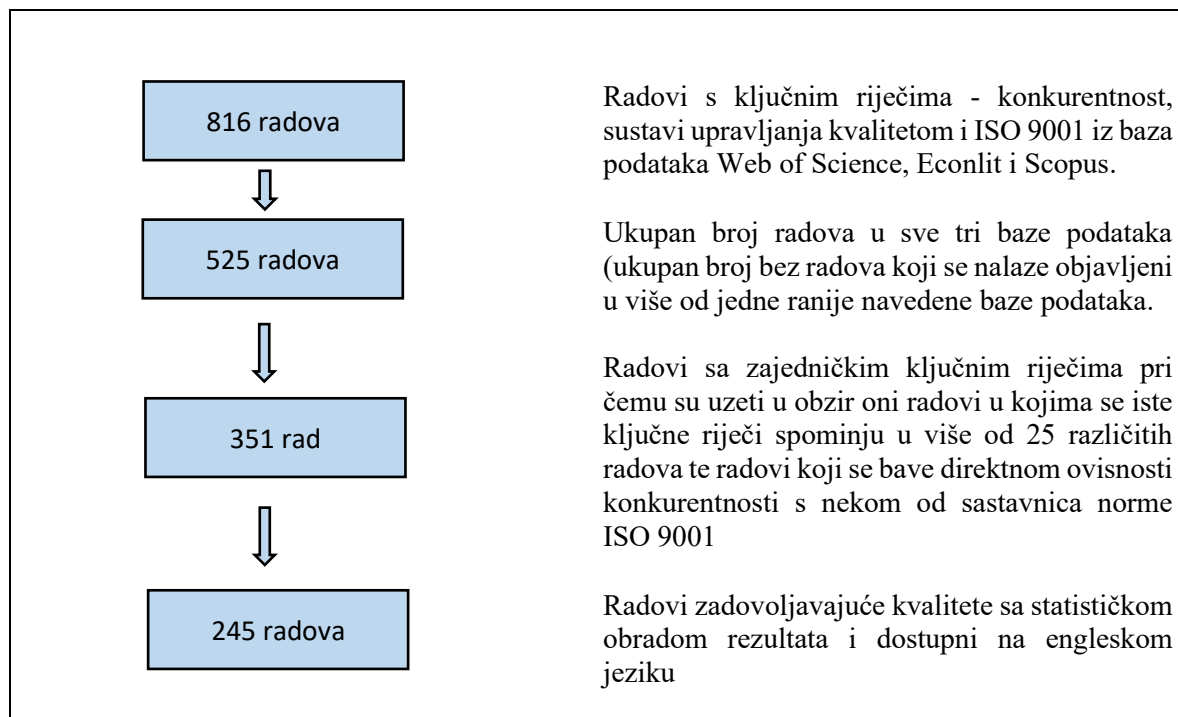 816 radova
Radovi s ključnim riječima - konkurentnost,
sustavi upravljanja kvalitetom i ISO 9001 iz baza
podataka Web of Science, Econlit i Scopus.
525 radova
Ukupan broj radova u sve tri baze podataka
(ukupan broj bez radova koji se nalaze objavljeni
u više od jedne ranije navedene baze podataka.
351 rad
Radovi sa zajedničkim ključnim riječima pri
čemu su uzeti u obzir oni radovi u kojima se iste
ključne riječi spominju u više od 25 različitih
radova te radovi koji se bave direktnom ovisnosti
konkurentnosti s nekom od sastavnica norme
ISO 9001
245 radova
Radovi zadovoljavajuće kvalitete sa statističkom
obradom rezultata i dostupni na engleskom
jeziku